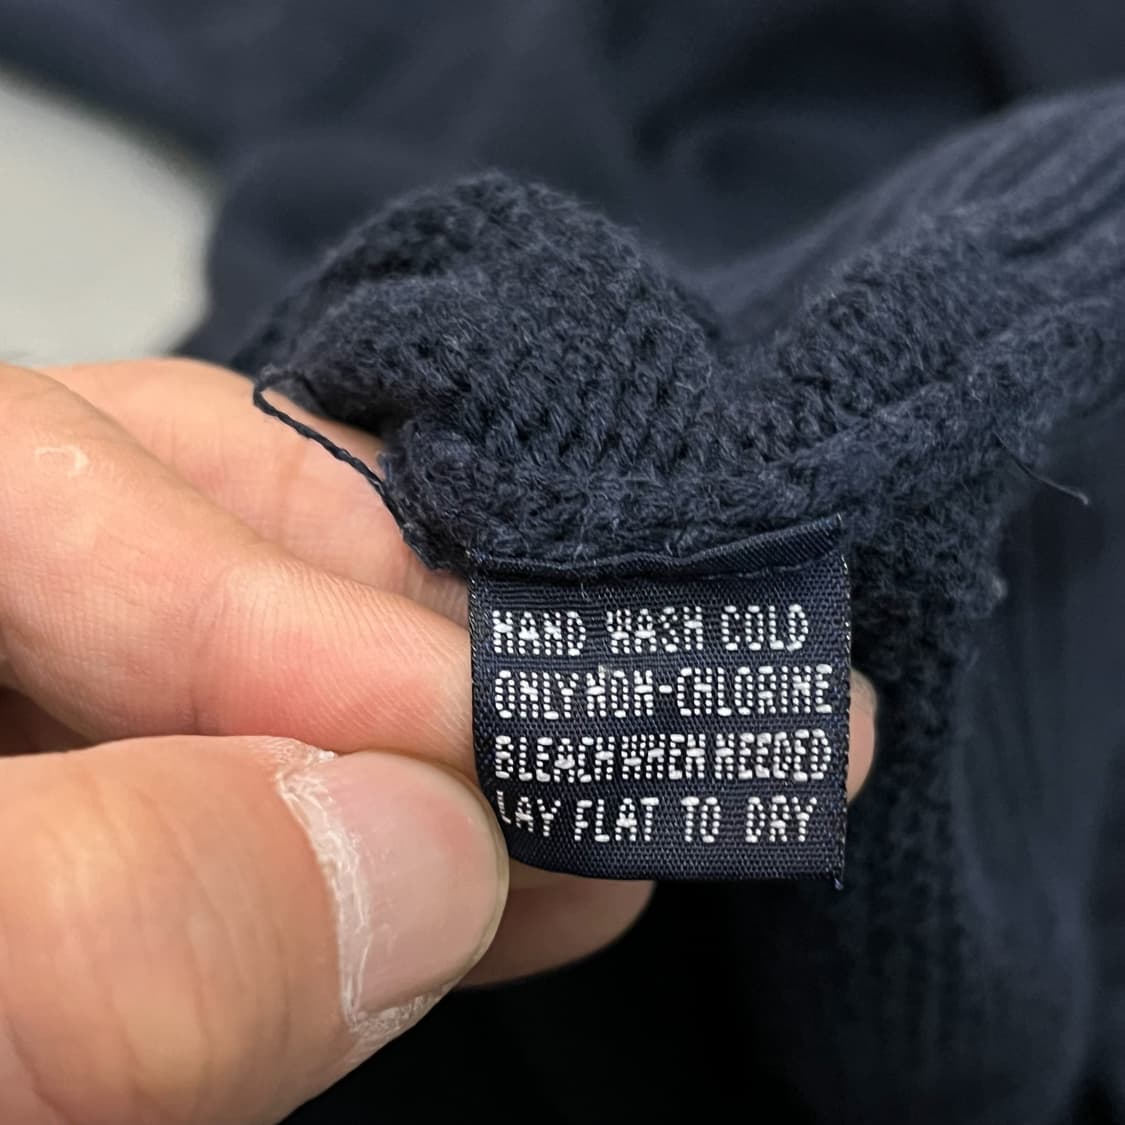 HAND WASH COLD
ONLY NON-CHLORINE
BLEACH WHEN NEEDED
LAY FLAT TO DRY